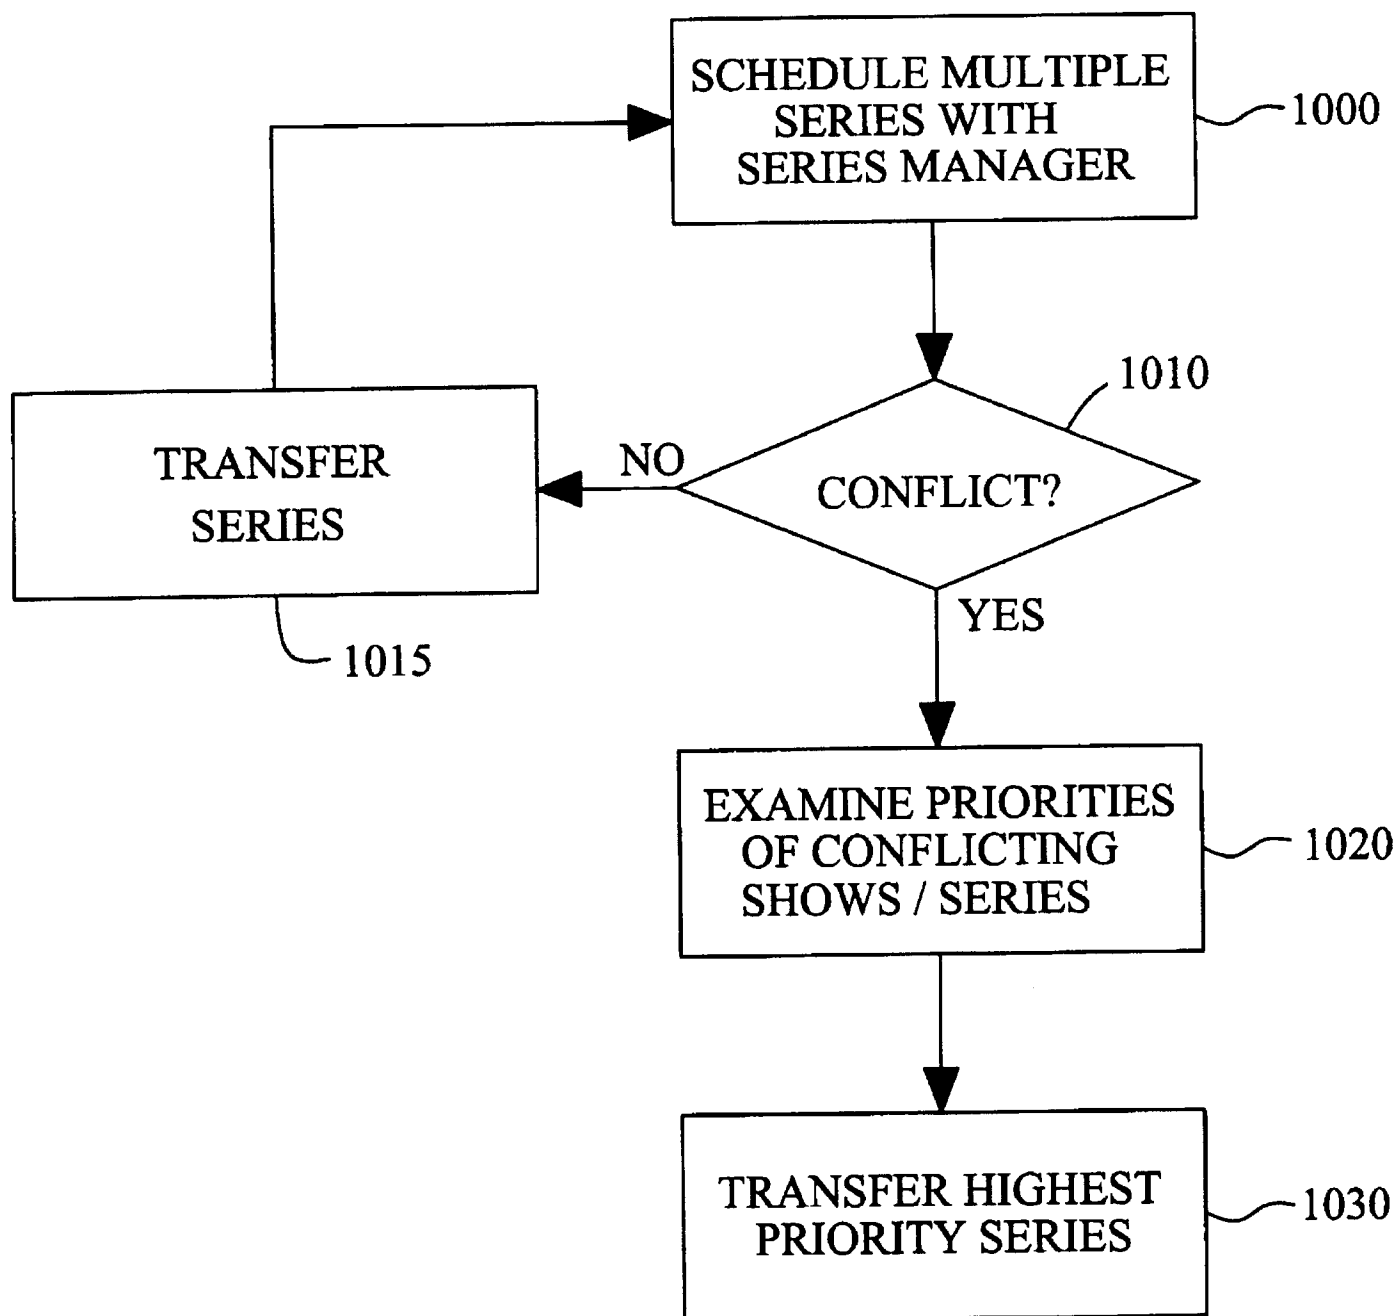 SCHEDULE MULTIPLE
SERIES WITH
SERIES MANAGER
1000
1010
CONFLICT?
NO
TRANSFER
SERIES
1015
YES
EXAMINE PRIORITIES
OF CONFLICTING
SHOWS / SERIES
1020
TRANSFER HIGHEST
PRIORITY SERIES
1030